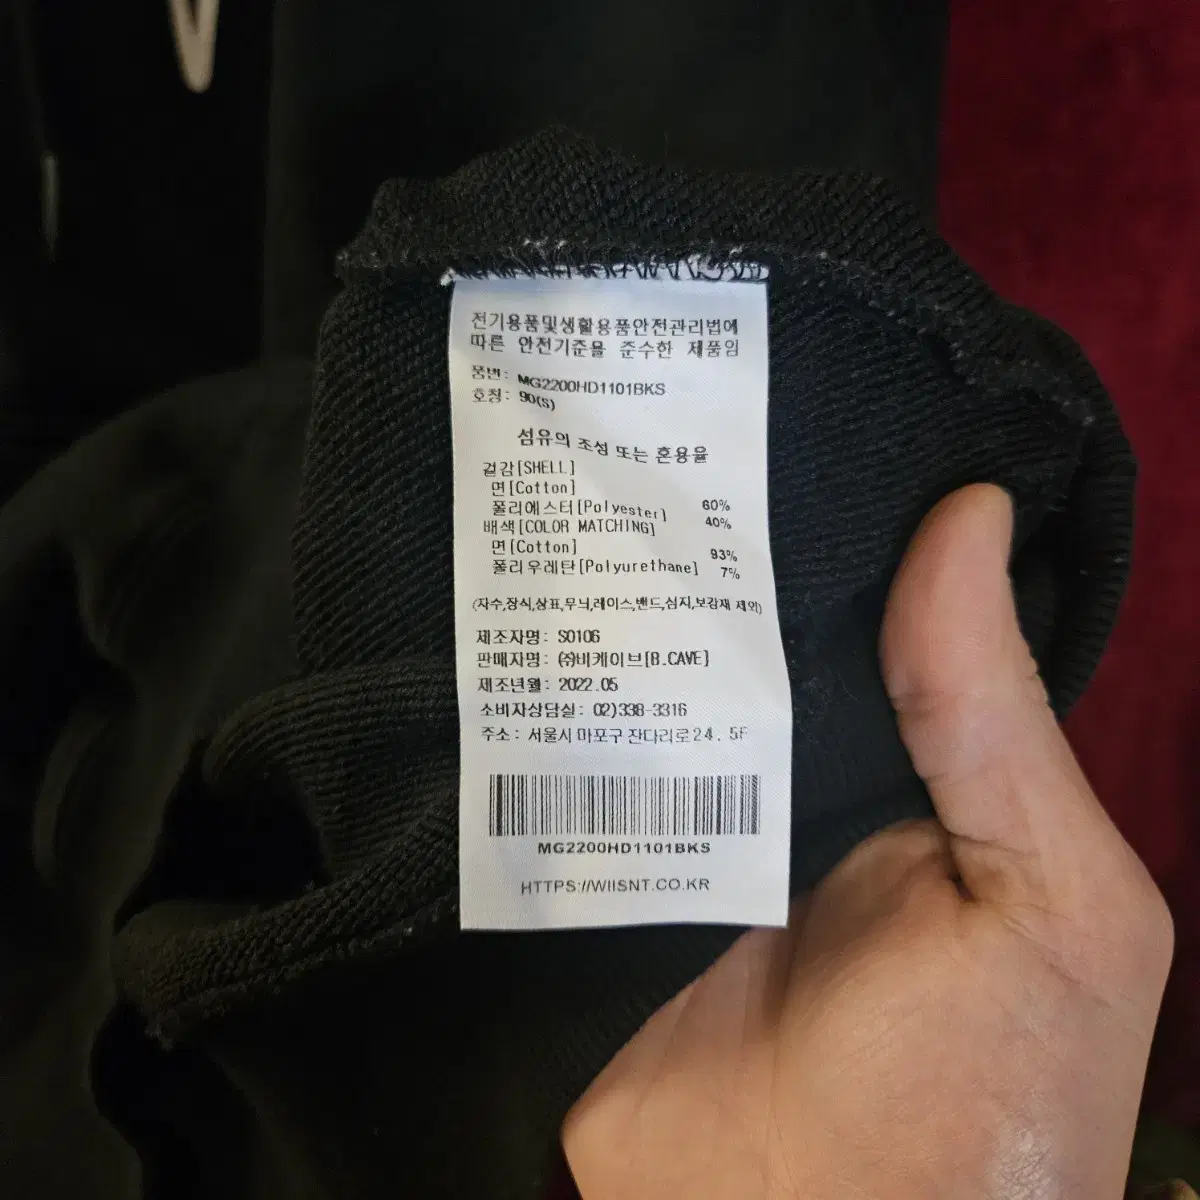 전기용품및생활용품안전관리법에
따른 안전기준을 준수한 제품임
품번: MG2200HD1101BKS
호칭: 90(S)
섬유의 조성 또는 혼용율
겉감[SHELL]
면[Cotton] 60%
폴리에스터[Polyester] 40%
배색[COLOR MATCHING]
면[Cotton] 93%
폴리우레탄[Polyurethane] 7%
(자수,장식,상표,무늬,레이스,밴드,심지,보강재 제외)
제조자명: S0106
판매자명: ㈜비케이브[B.CAVE]
제조년월: 2022.05
소비자상담실: 02)338-3316
주소: 서울시 마포구 잔다리로24, 5F
MG2200HD1101BKS
HTTPS://WIISNT.CO.KR